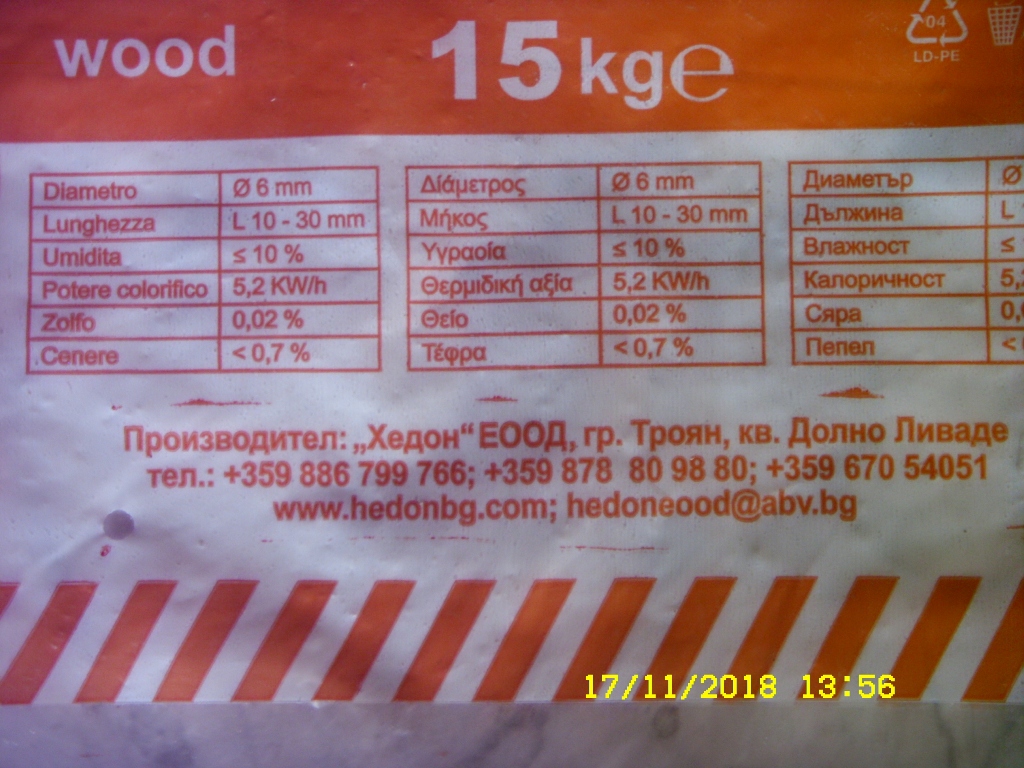 wood 15 kg ℮
04
LD-PE
Diametro Ø 6 mm
Lunghezza L 10 - 30 mm
Umidita ≤ 10 %
Potere colorifico 5,2 KW/h
Zolfo 0,02 %
Cenere < 0,7 %
Διάμετρος Ø 6 mm
Μήκος L 10 - 30 mm
Υγρασία ≤ 10 %
Θερμιδική αξία 5,2 KW/h
Θείο 0,02 %
Τέφρα < 0,7 %
Диаметър Ø
Дължина L
Влажност ≤
Калоричност 5,
Сяра 0,
Пепел <
Производител: „Хедон“ ЕООД, гр. Троян, кв. Долно Ливаде
тел.: +359 886 799 766; +359 878 80 98 80; +359 670 54051
www.hedonbg.com; hedoneood@abv.bg
17/11/2018 13:56